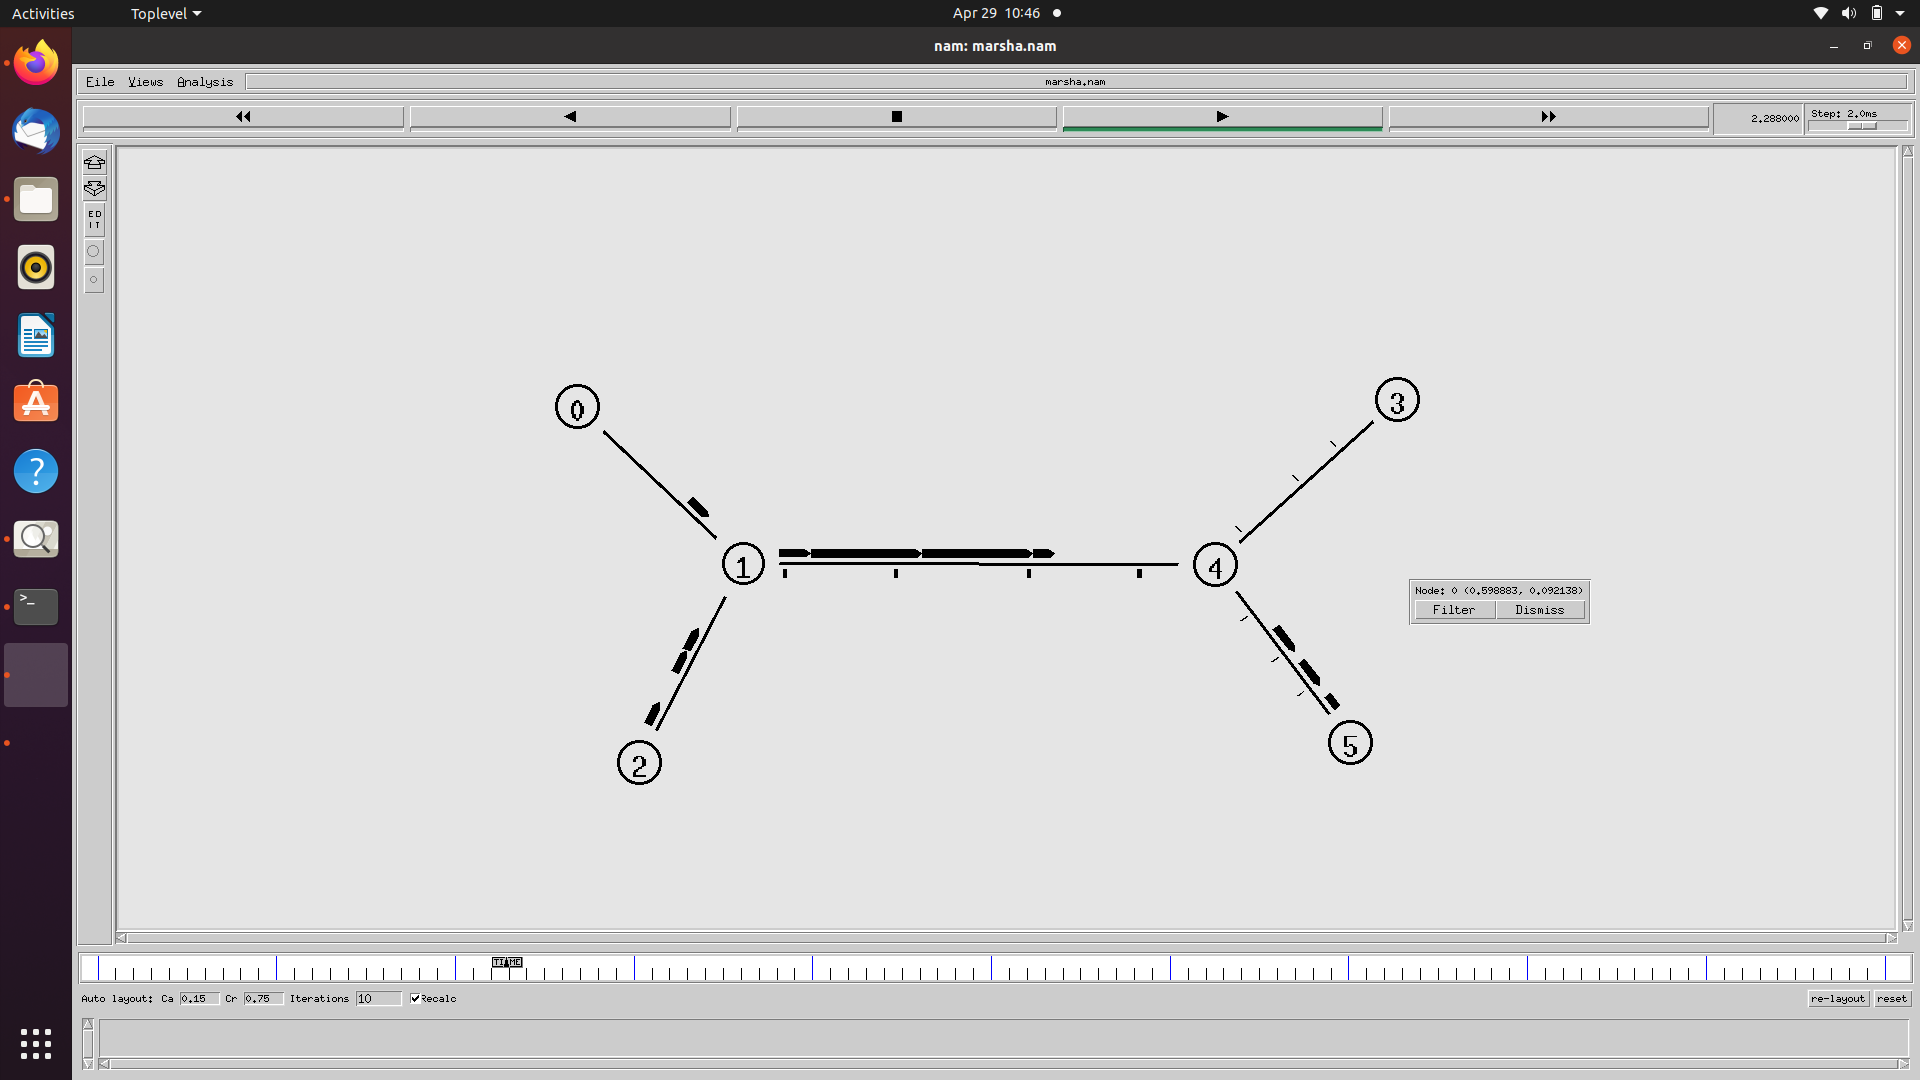 Activities
Toplevel
Apr 29 10:46
nam: marsha.nam
File Views Analysis
marsha.nam
2.288000
Step: 2.0ms
ED
IT
0
3
1
4
Node: 0 (0.598883, 0.092138)
Filter Dismiss
2
5
TIME
Auto layout: Ca 0.15 Cr 0.75 Iterations 10 Recalc
re-layout reset